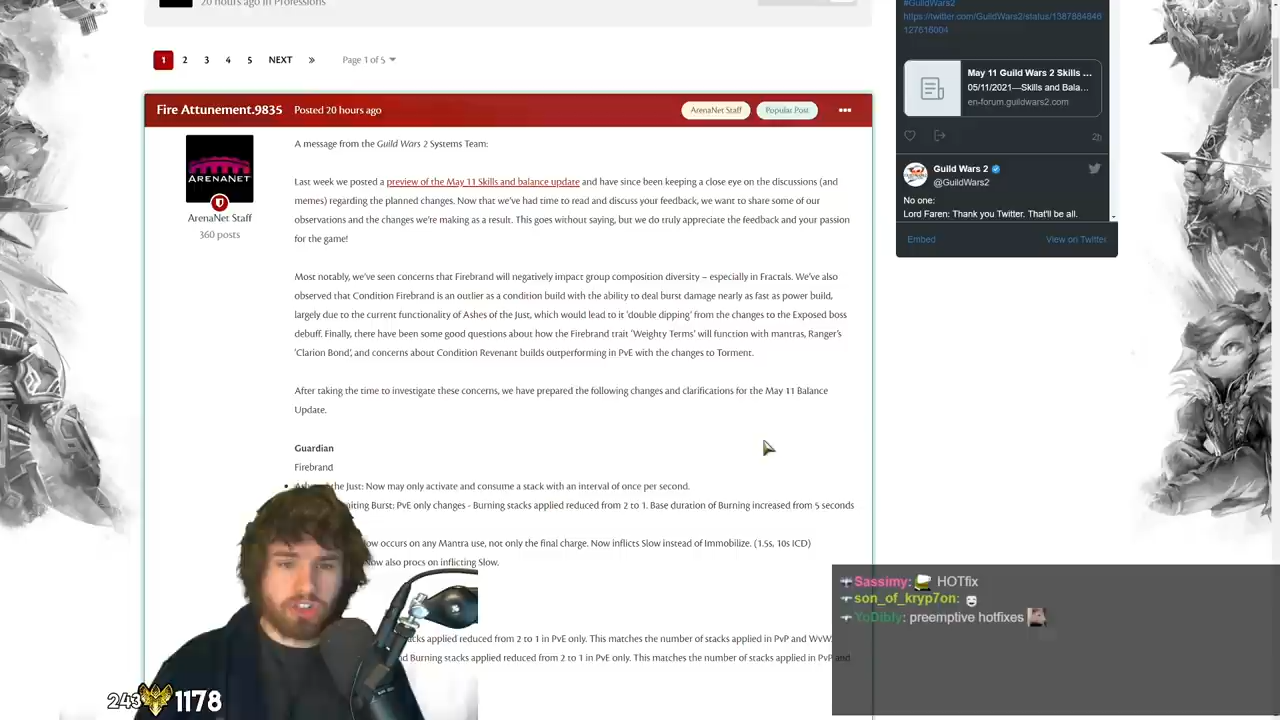 20 hours ago in Professions
1 2 3 4 5 NEXT » Page 1 of 5
Fire Attunement.9835 Posted 20 hours ago ArenaNet Staff Popular Post
ARENANET
ArenaNet Staff
360 posts
A message from the Guild Wars 2 Systems Team:
Last week we posted a preview of the May 11 Skills and balance update and have since been keeping a close eye on the discussions (and
memes) regarding the planned changes. Now that we've had time to read and discuss your feedback, we want to share some of our
observations and the changes we're making as a result. This goes without saying, but we do truly appreciate the feedback and your passion
for the game!
Most notably, we've seen concerns that Firebrand will negatively impact group composition diversity – especially in Fractals. We've also
observed that Condition Firebrand is an outlier as a condition build with the ability to deal burst damage nearly as fast as power build,
largely due to the current functionality of Ashes of the Just, which would lead to it 'double dipping' from the changes to the Exposed boss
debuff. Finally, there have been some good questions about how the Firebrand trait 'Weighty Terms' will function with mantras, Ranger's
'Clarion Bond', and concerns about Condition Revenant builds outperforming in PvE with the changes to Torment.
After taking the time to investigate these concerns, we have prepared the following changes and clarifications for the May 11 Balance
Update.
Guardian
Firebrand
the Just: Now may only activate and consume a stack with an interval of once per second.
niting Burst: PvE only changes - Burning stacks applied reduced from 2 to 1. Base duration of Burning increased from 5 seconds
ow occurs on any Mantra use, not only the final charge. Now inflicts Slow instead of Immobilize. (1.5s, 10s ICD)
Now also procs on inflicting Slow.
acks applied reduced from 2 to 1 in PvE only. This matches the number of stacks applied in PvP and WvW.
nd Burning stacks applied reduced from 2 to 1 in PvE only. This matches the number of stacks applied in PvP and
#GuildWars2
https://twitter.com/GuildWars2/status/1387884846
127616004
May 11 Guild Wars 2 Skills ...
05/11/2021—Skills and Bala...
en-forum.guildwars2.com
2h
Guild Wars 2
@GuildWars2
No one:
Lord Faren: Thank you Twitter. That'll be all.
Embed View on Twitter
Sassimy: HOTfix
son_of_kryp7on:
YoDibly: preemptive hotfixes
243 1178